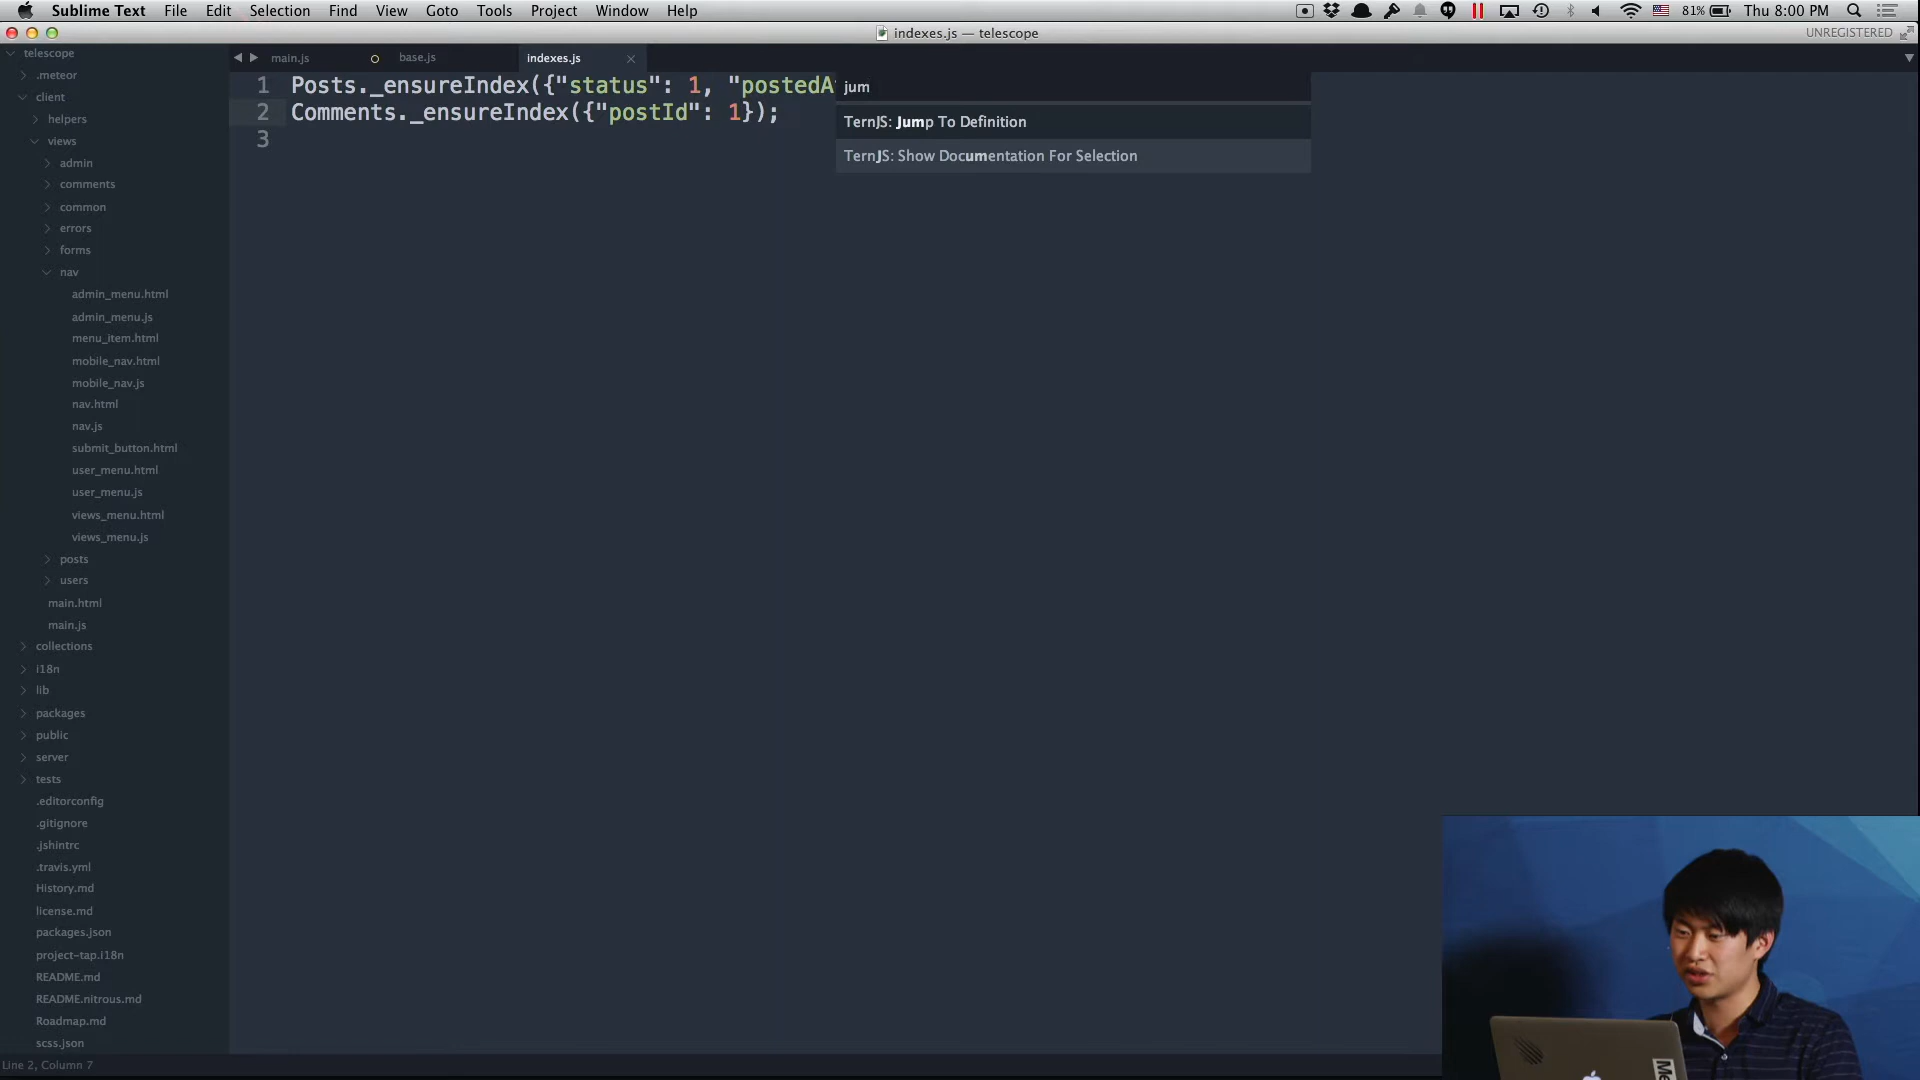 Sublime Text File Edit Selection Find View Goto Tools Project Window Help 81% Thu 8:00 PM
indexes.js — telescope UNREGISTERED
main.js base.js indexes.js
telescope
.meteor
client
helpers
views
admin
comments
common
errors
forms
nav
admin_menu.html
admin_menu.js
menu_item.html
mobile_nav.html
mobile_nav.js
nav.html
nav.js
submit_button.html
user_menu.html
user_menu.js
views_menu.html
views_menu.js
posts
users
main.html
main.js
collections
i18n
lib
packages
public
server
tests
.editorconfig
.gitignore
.jshintrc
.travis.yml
History.md
license.md
packages.json
project-tap.i18n
README.md
README.nitrous.md
Roadmap.md
scss.json
1 Posts._ensureIndex({"status": 1, "postedA
2 Comments._ensureIndex({"postId": 1});
3
jum
TernJS: Jump To Definition
TernJS: Show Documentation For Selection
Line 2, Column 7